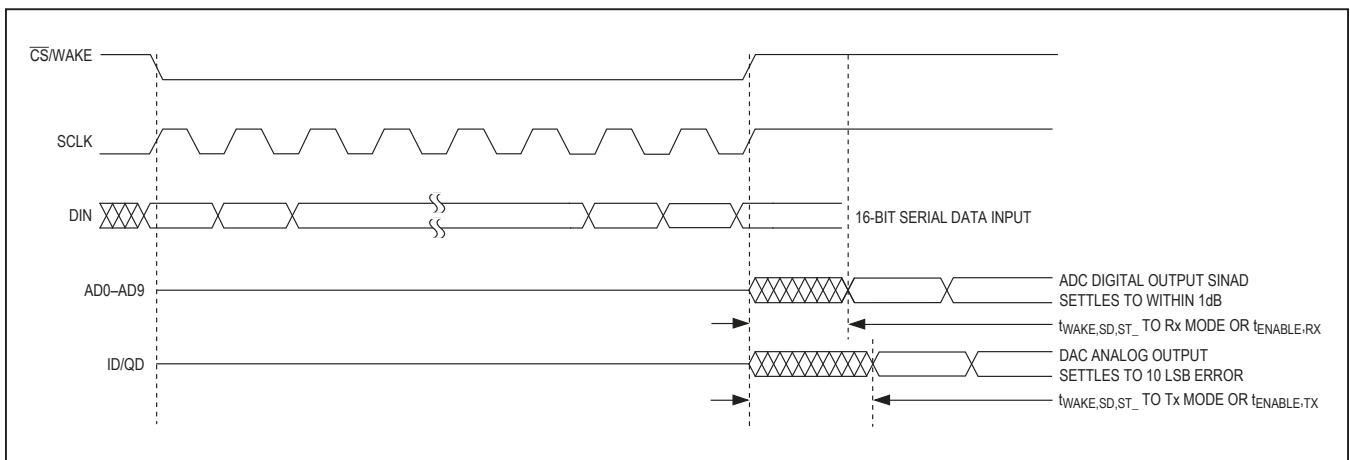 CS/WAKE
SCLK
DIN
16-BIT SERIAL DATA INPUT
AD0–AD9
ADC DIGITAL OUTPUT SINAD
SETTLES TO WITHIN 1dB
tWAKE,SD,ST_ TO Rx MODE OR tENABLE,RX
ID/QD
DAC ANALOG OUTPUT
SETTLES TO 10 LSB ERROR
tWAKE,SD,ST_ TO Tx MODE OR tENABLE,TX